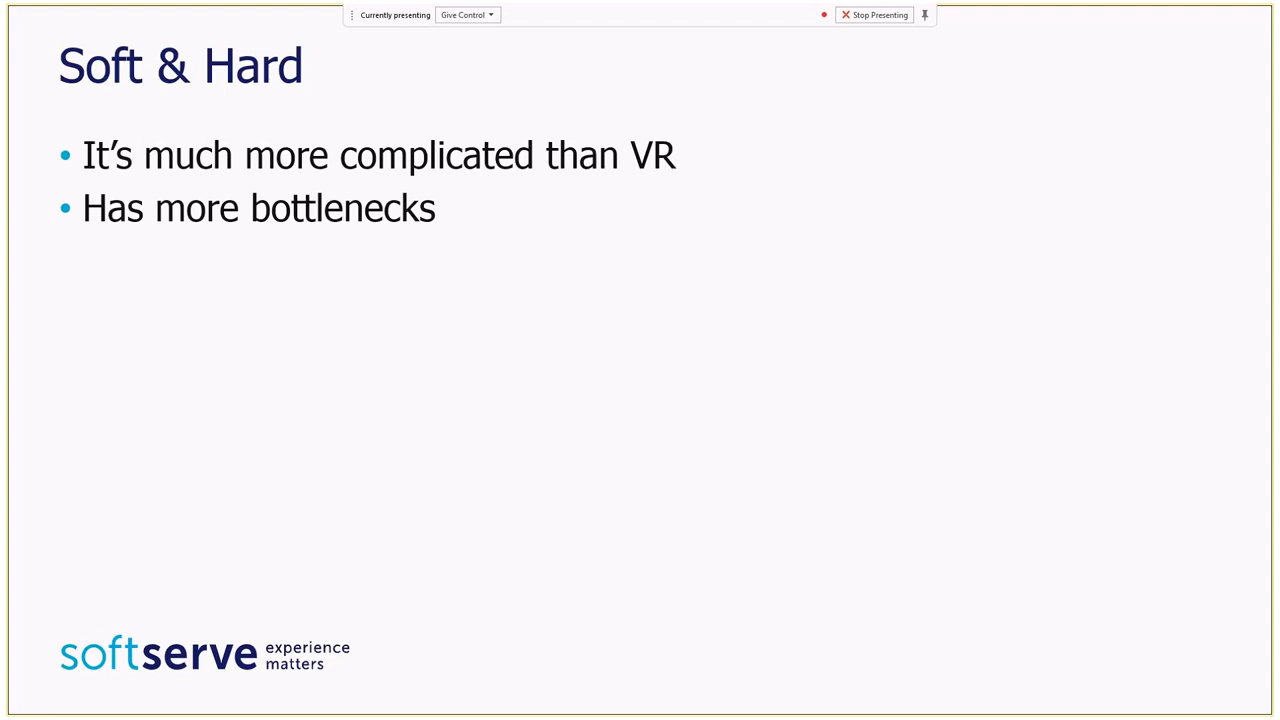 Currently presenting Give Control Stop Presenting
Soft & Hard
• It’s much more complicated than VR
• Has more bottlenecks
softserve experience
matters